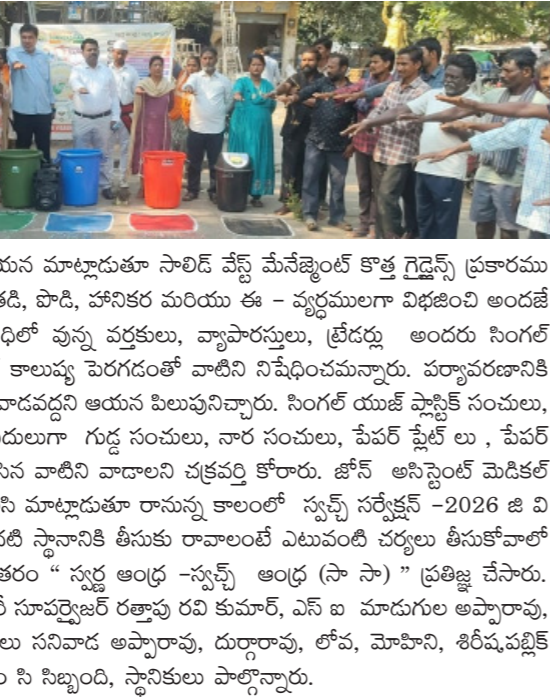 యన మాట్లాడుతూ సాలిడ్ వేస్ట్ మేనేజ్మెంట్ కొత్త గైడ్లైన్స్ ప్రకారము
తడి, పొడి, హానికర మరియు ఈ – వ్యర్ధములగా విభజించి అందజే
ధిలో వున్న వర్తకులు, వ్యాపారస్తులు, ట్రేడర్లు అందరు సింగల్
కాలుష్య పెరగడంతో వాటిని నిషేధించమన్నారు. పర్యావరణానికి
వాడవద్దని ఆయన పిలుపునిచ్చారు. సింగల్ యుజ్ ప్లాస్టిక్ సంచులు,
దులుగా గుడ్డ సంచులు, నార సంచులు, పేపర్ ప్లేట్ లు , పేపర్
సిన వాటిని వాడాలని చక్రవర్తి కోరారు. జోన్ అసిస్టెంట్ మెడికల్
సి మాట్లాడుతూ రానున్న కాలంలో స్వచ్ఛ్ సర్వేక్షన్ –2026 జి వి
టి స్థానానికి తీసుకు రావాలంటే ఎటువంటి చర్యలు తీసుకోవాలో
తరం “ స్వర్ణ ఆంధ్ర –స్వచ్ఛ్ ఆంధ్ర (సా సా) ” ప్రతిజ్ఞ చేసారు.
రీ సూపర్వైజర్ రత్తాపు రవి కుమార్, ఎస్ ఐ మాడుగుల అప్పారావు,
లు సనివాడ అప్పారావు, దుర్గారావు, లోవ, మోహిని, శిరీష,పబ్లిక్
సి సిబ్బంది, స్థానికులు పాల్గొన్నారు.